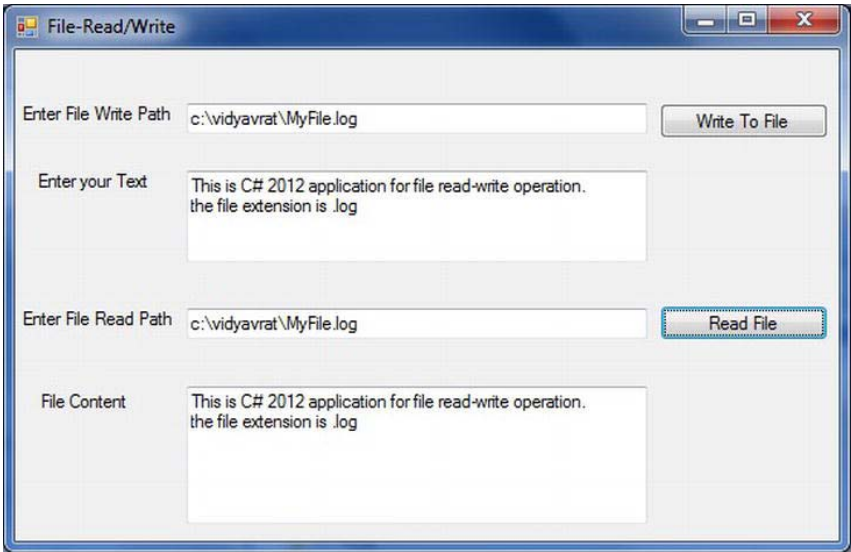 File-Read/Write
Enter File Write Path c:\vidyavrat\MyFile.log Write To File
Enter your Text This is C# 2012 application for file read-write operation.
the file extension is .log
Enter File Read Path c:\vidyavrat\MyFile.log Read File
File Content This is C# 2012 application for file read-write operation.
the file extension is .log